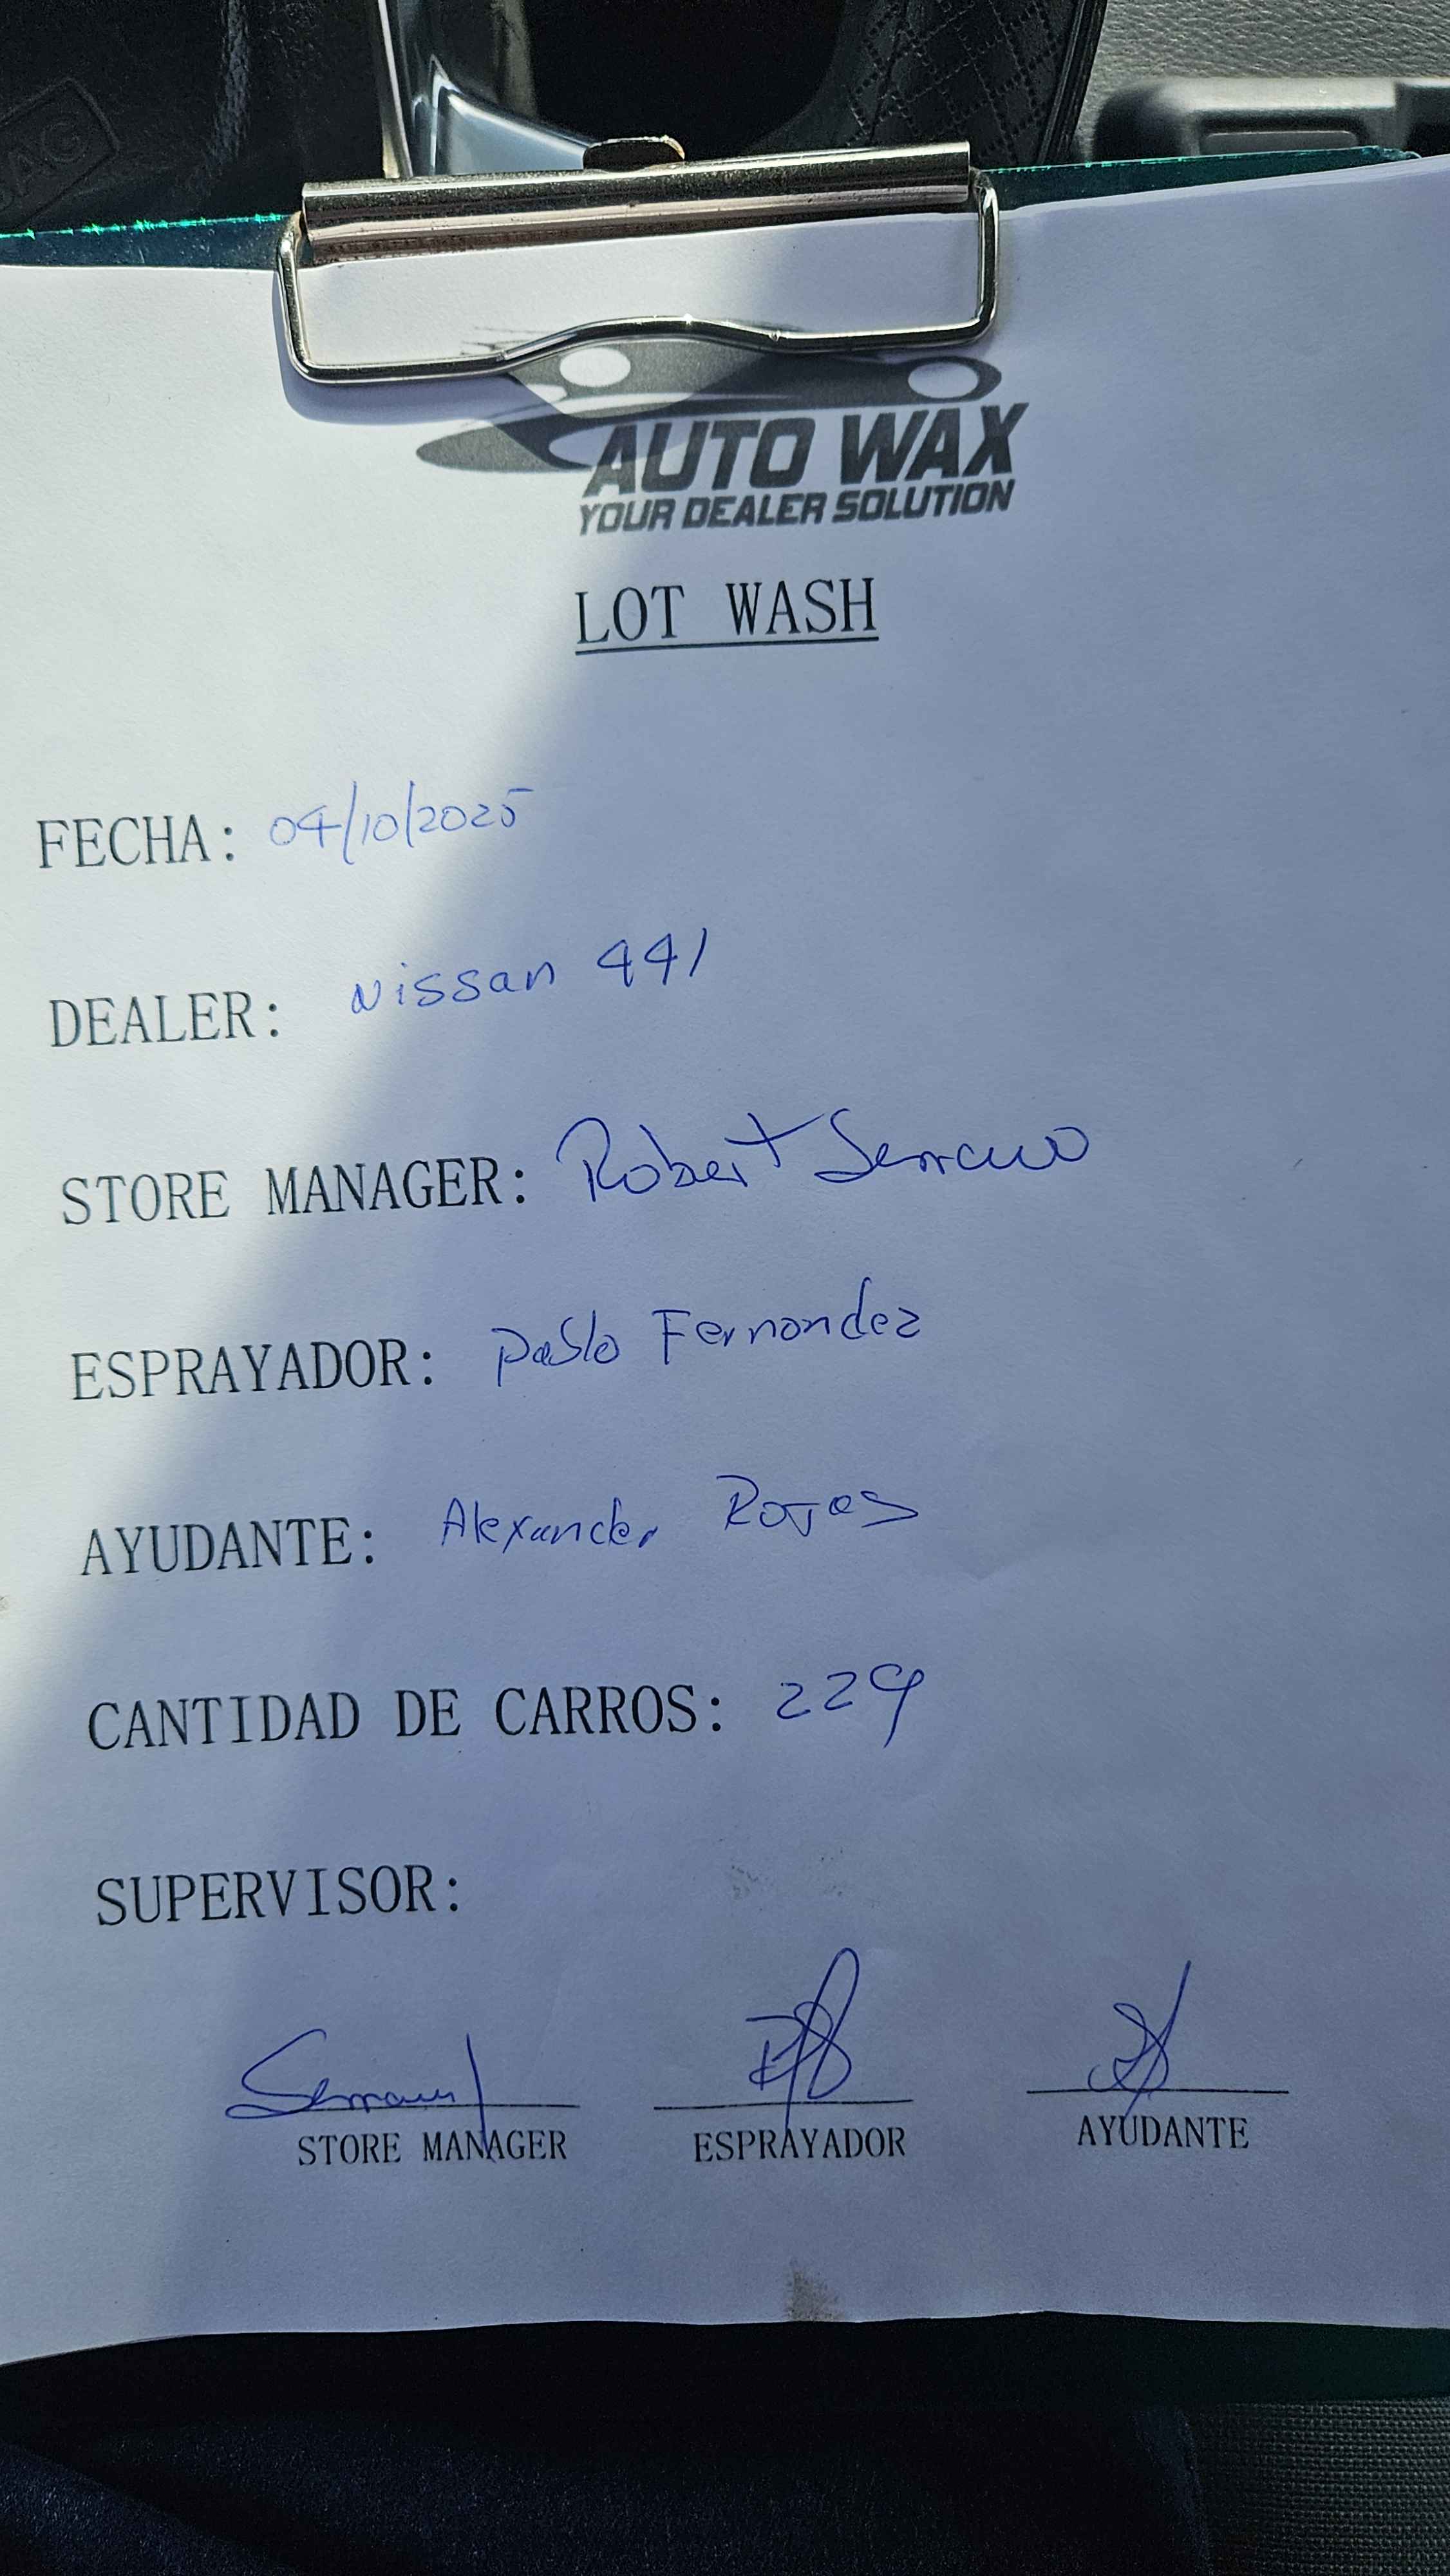 AUTO WAX
YOUR DEALER SOLUTION
LOT WASH
FECHA: 04/10/2025
DEALER: Nissan 441
STORE MANAGER: Robert Serrano
ESPRAYADOR: Pablo Fernandez
AYUDANTE: Alexander Rojas
CANTIDAD DE CARROS: 229
SUPERVISOR:
STORE MANAGER ESPRAYADOR AYUDANTE